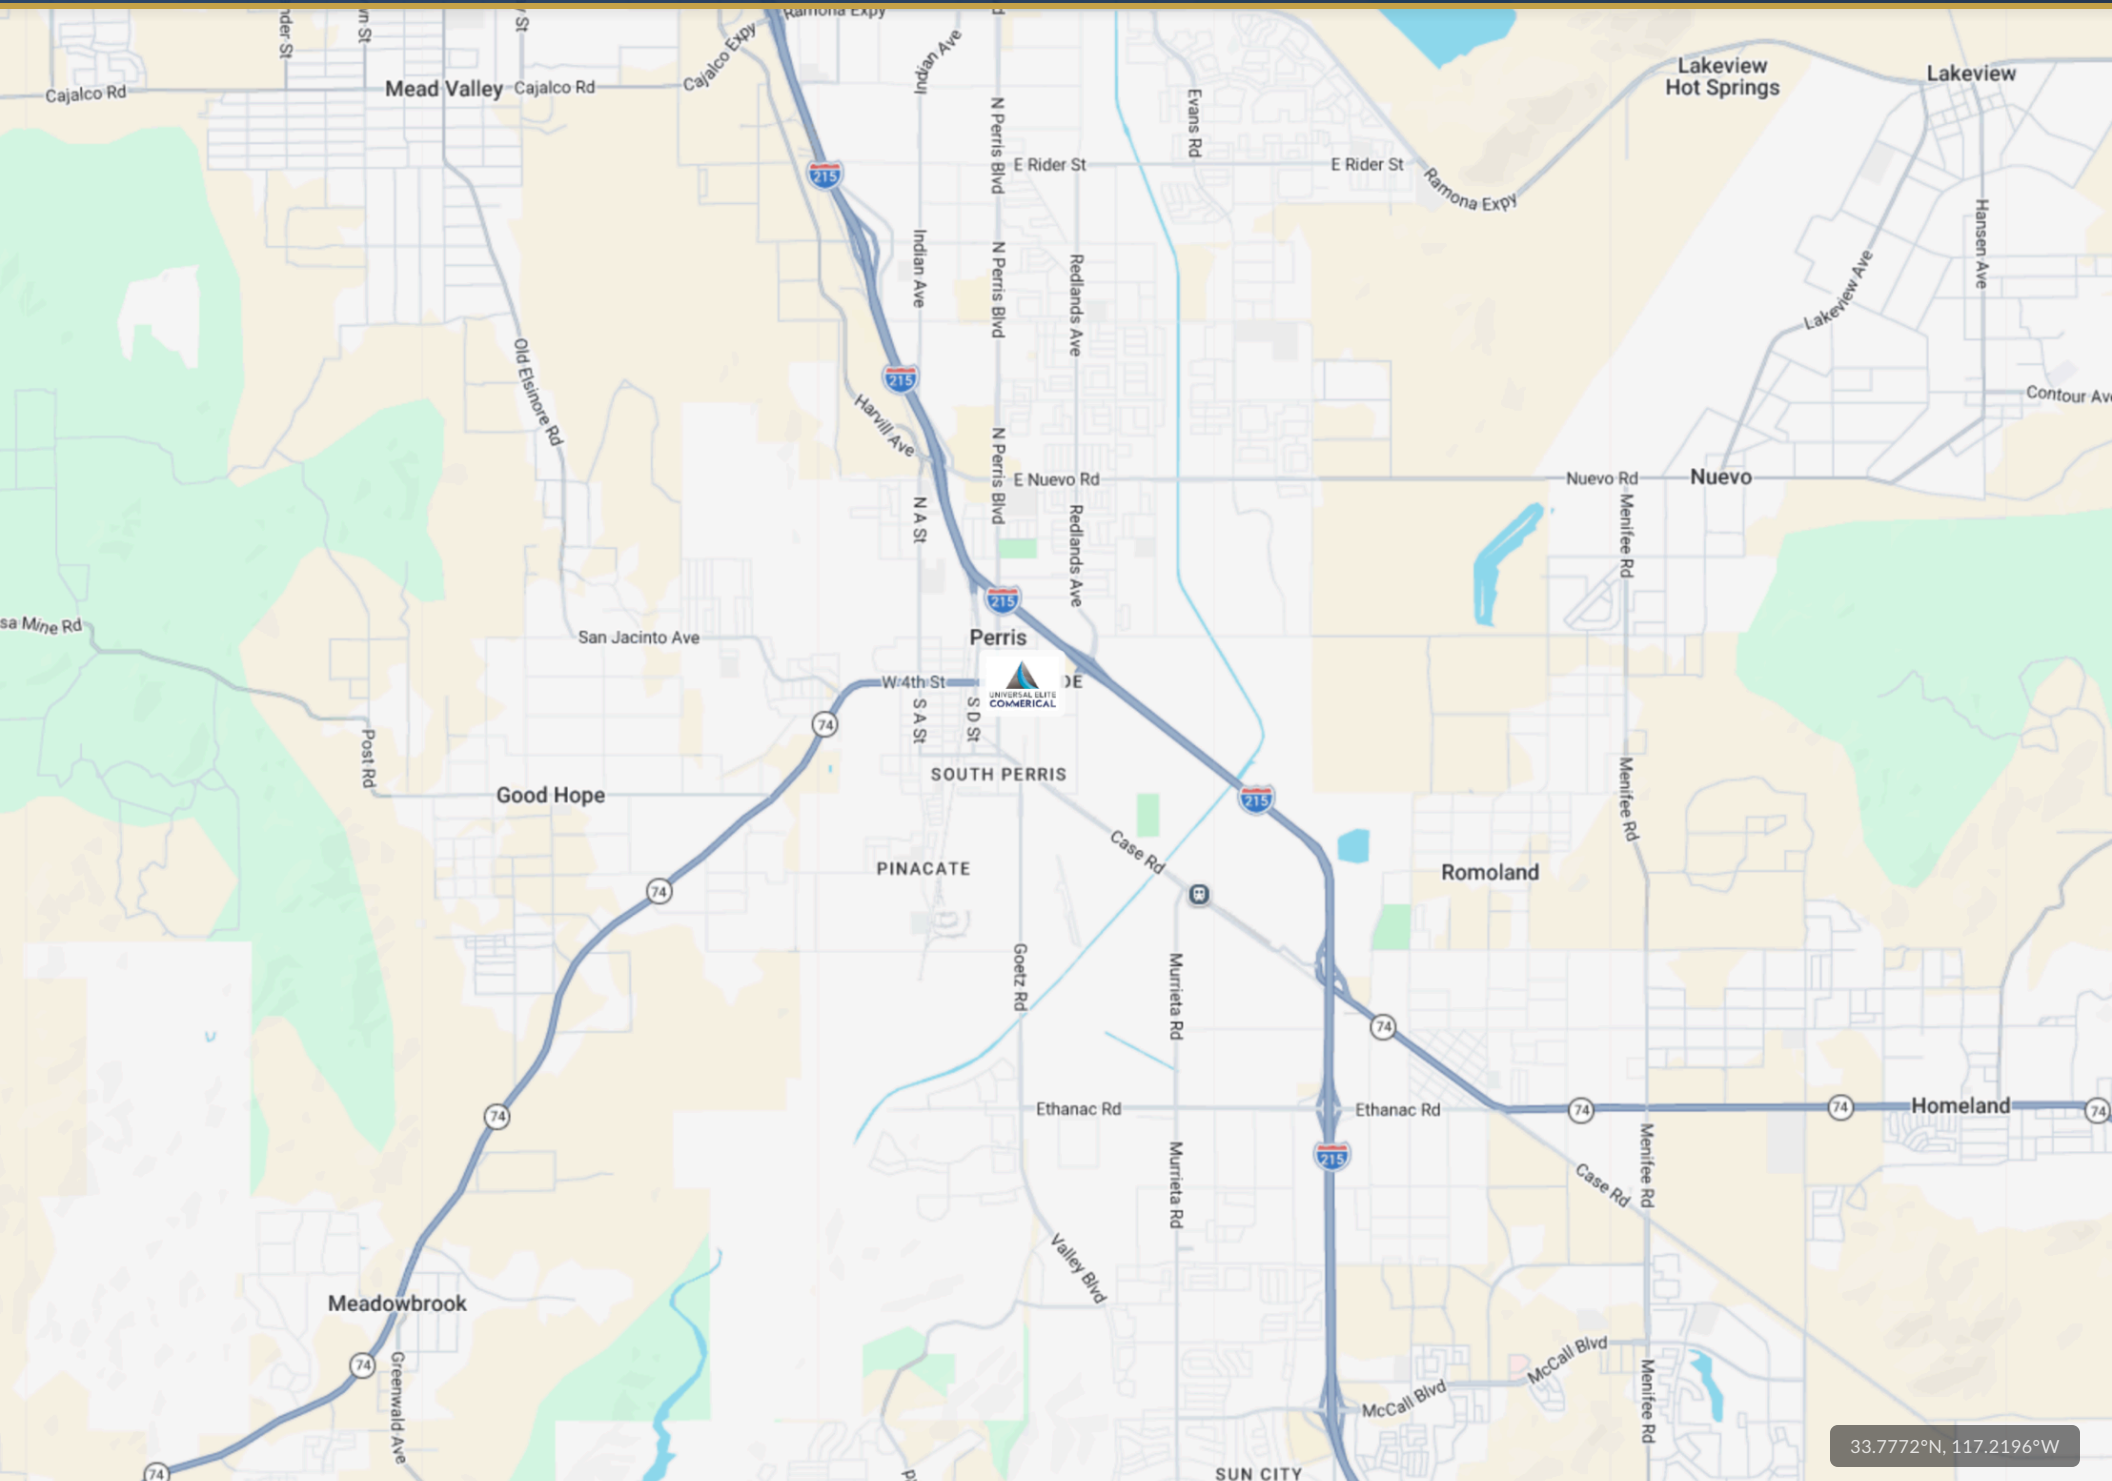 Ramona Expy
Cajalco Expy
Indian Ave
Mead Valley
Cajalco Rd
Cajalco Rd
Lakeview
Hot Springs
Lakeview
N Perris Blvd
Evans Rd
E Rider St
E Rider St
Ramona Expy
215
Hansen Ave
Indian Ave
N Perris Blvd
Redlands Ave
Lakeview Ave
Old Elsinore Rd
215
Harvill Ave
Contour Ave
N Perris Blvd
E Nuevo Rd
Nuevo Rd
Nuevo
N A St
Redlands Ave
Menifee Rd
215
sa Mine Rd
San Jacinto Ave
Perris
W 4th St
DE
UNIVERSAL ELITE
COMMERICAL
S A St
S D St
74
Post Rd
SOUTH PERRIS
Good Hope
215
Menifee Rd
Case Rd
PINACATE
Romoland
74
Goetz Rd
Murrieta Rd
74
Ethanac Rd
Ethanac Rd
74
74
Homeland
74
74
215
Murrieta Rd
Menifee Rd
Case Rd
Valley Blvd
Meadowbrook
74
Greenwald Ave
McCall Blvd
McCall Blvd
Menifee Rd
74
SUN CITY
33.7772°N, 117.2196°W